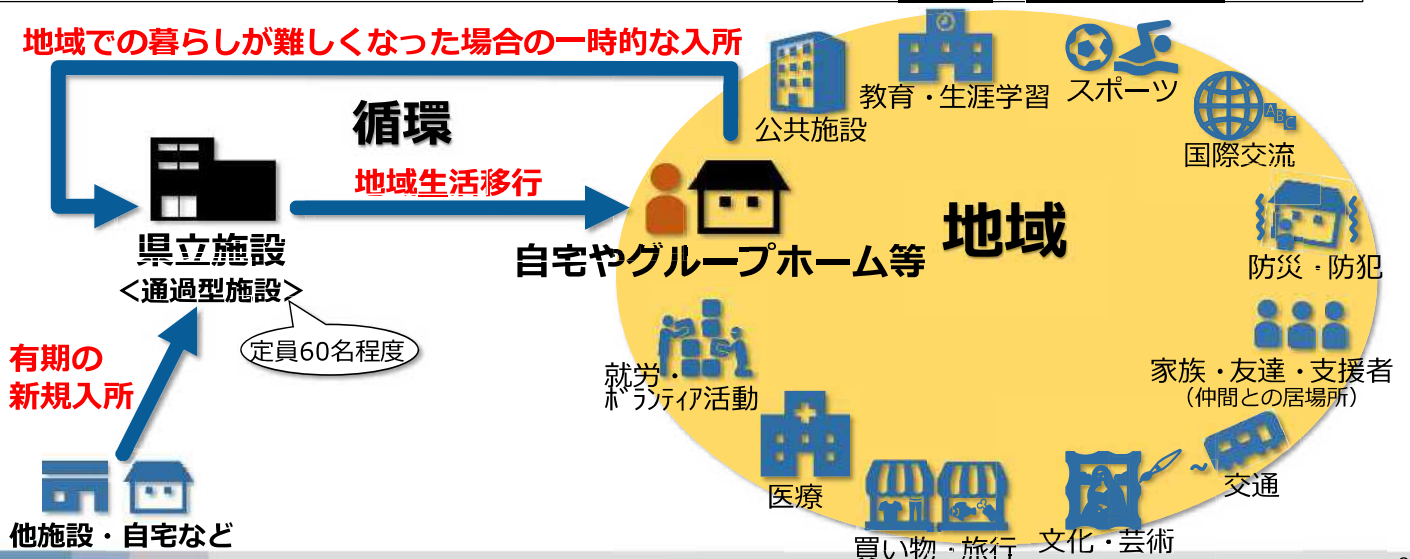 地域での暮らしが難しくなった場合の一時的な入所
循環
地域生活移行
県立施設
<通過型施設>
定員60名程度
有期の
新規入所
他施設・自宅など
自宅やグループホーム等
地域
公共施設
教育・生涯学習
スポーツ
ABC
国際交流
防災・防犯
家族・友達・支援者
（仲間との居場所）
交通
文化・芸術
買い物・旅行
医療
就労・
ボランティア活動